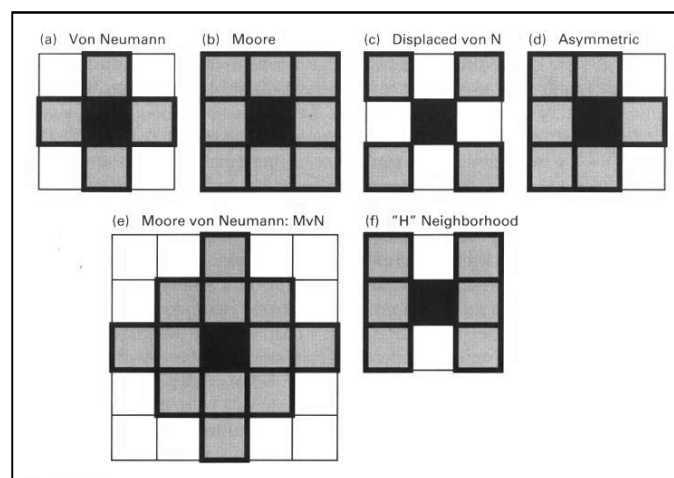 (a) Von Neumann
(b) Moore
(c) Displaced von N
(d) Asymmetric
(e) Moore von Neumann: MvN
(f) "H" Neighborhood